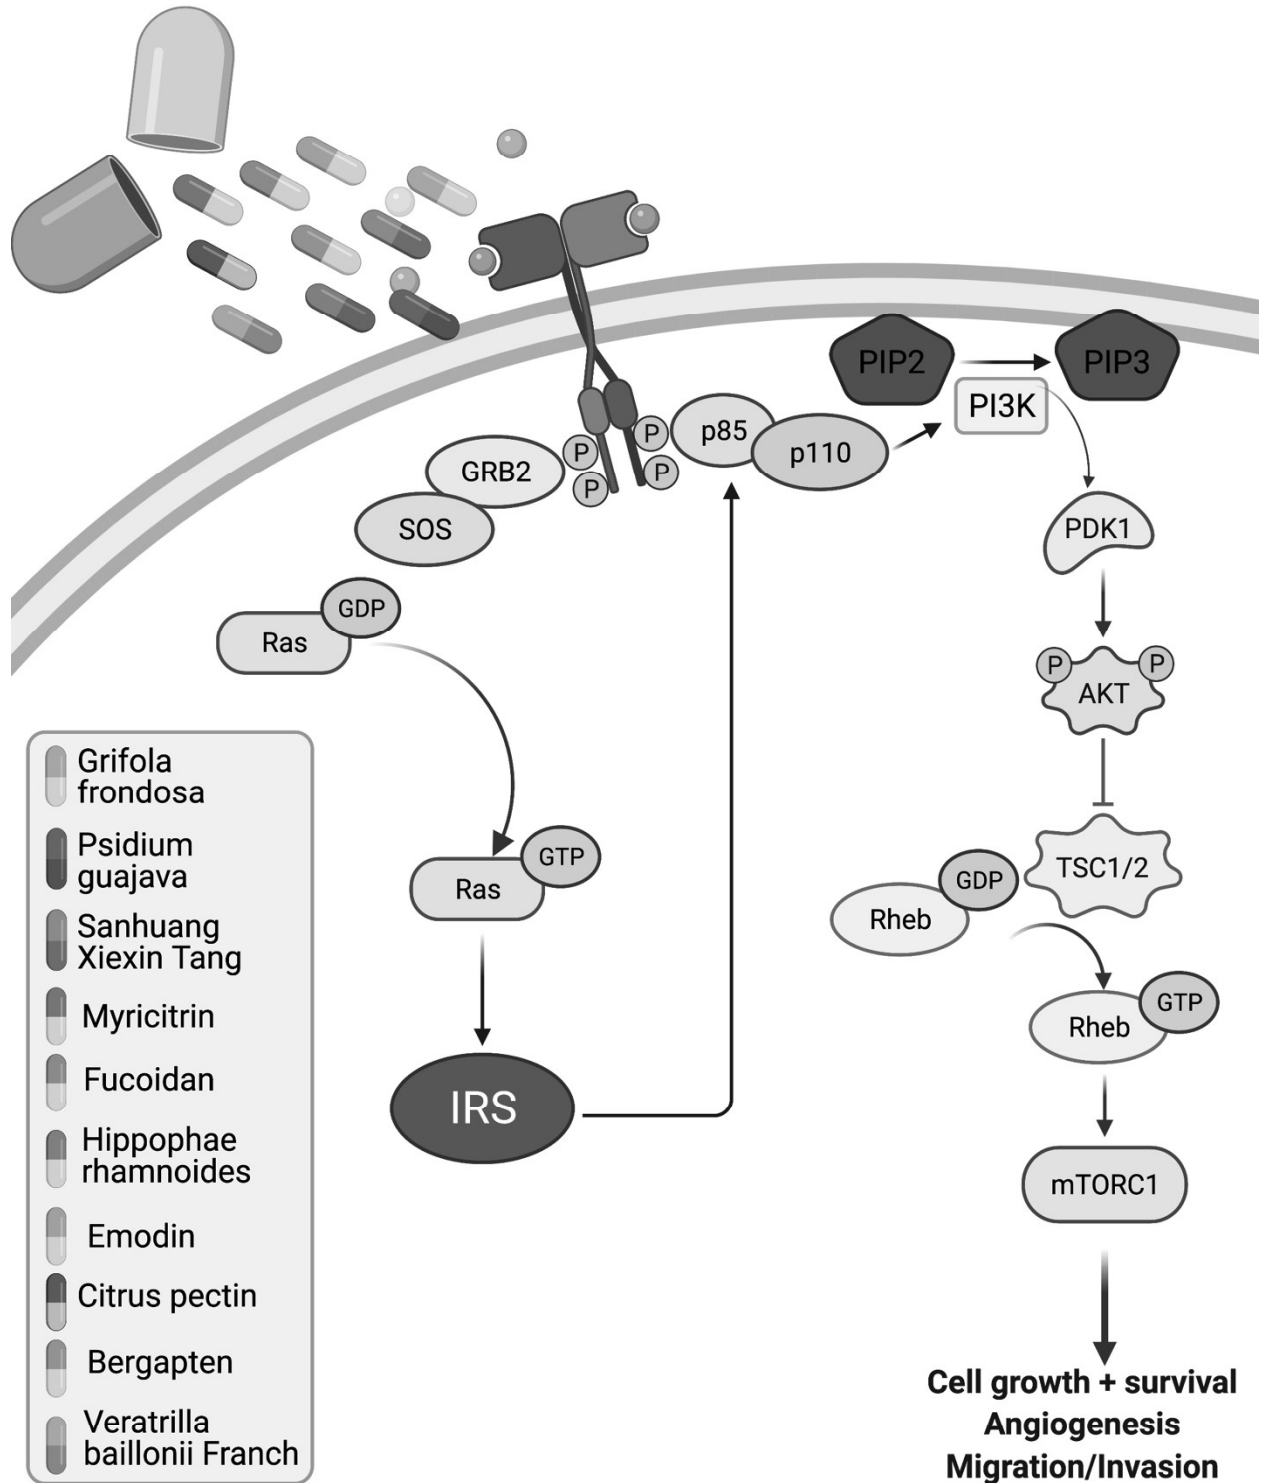 PIP2
PIP3
PI3K
p85
p110
P
P
P
P
GRB2
SOS
PDK1
GDP
Ras
P
P
AKT
GTP
Ras
TSC1/2
GDP
Rheb
GTP
Rheb
IRS
mTORC1
Cell growth + survival
Angiogenesis
Migration/Invasion
Grifola
frondosa
Psidium
guajava
Sanhuang
Xiexin Tang
Myricitrin
Fucoidan
Hippophae
rhamnoides
Emodin
Citrus pectin
Bergapten
Veratrilla
baillonii Franch